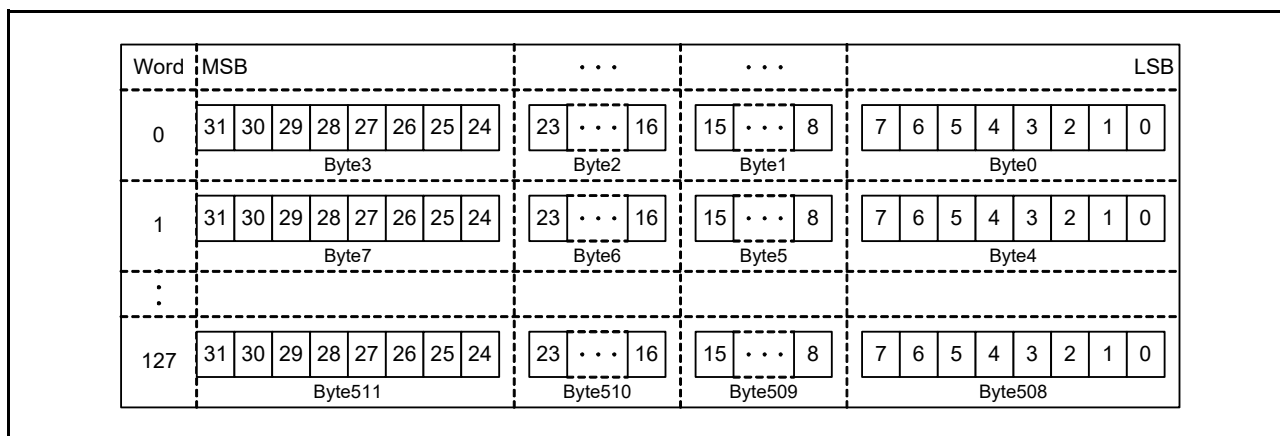 Word MSB · · · · · · LSB
0 31 30 29 28 27 26 25 24 23 · · · 16 15 · · · 8 7 6 5 4 3 2 1 0
Byte3 Byte2 Byte1 Byte0
1 31 30 29 28 27 26 25 24 23 · · · 16 15 · · · 8 7 6 5 4 3 2 1 0
Byte7 Byte6 Byte5 Byte4
:
127 31 30 29 28 27 26 25 24 23 · · · 16 15 · · · 8 7 6 5 4 3 2 1 0
Byte511 Byte510 Byte509 Byte508